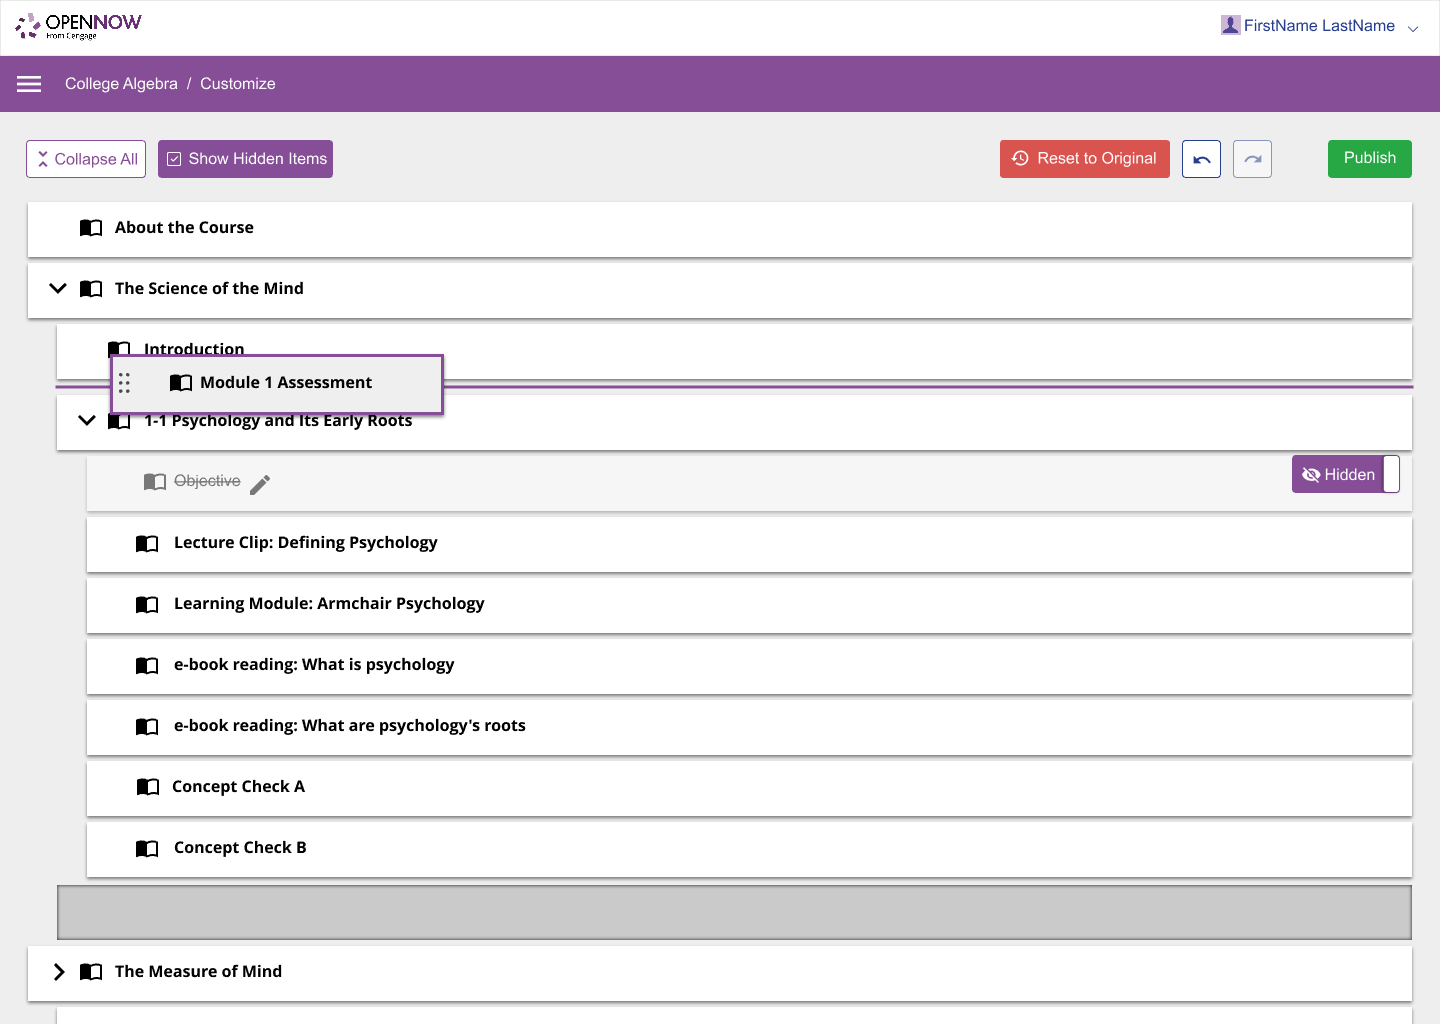 OPENNOW
From Cengage
FirstName LastName
College Algebra / Customize
Collapse All
Show Hidden Items
Reset to Original
Publish
About the Course
The Science of the Mind
Introduction
Module 1 Assessment
1-1 Psychology and Its Early Roots
Objective
Hidden
Lecture Clip: Defining Psychology
Learning Module: Armchair Psychology
e-book reading: What is psychology
e-book reading: What are psychology's roots
Concept Check A
Concept Check B
The Measure of Mind